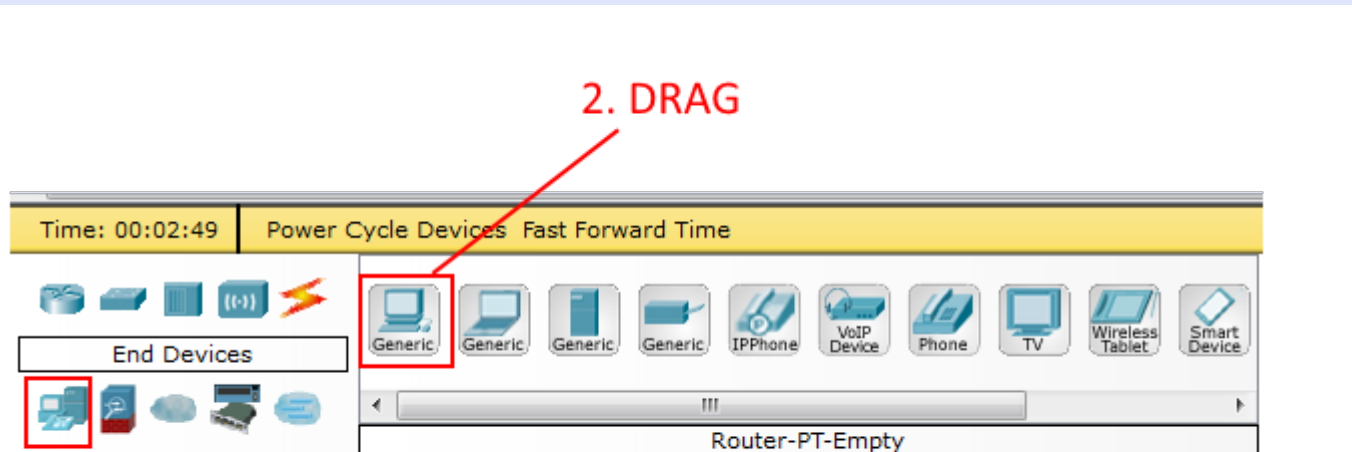 2. DRAG
Time: 00:02:49 Power Cycle Devices Fast Forward Time
End Devices
Generic Generic Generic Generic IPPhone VoIP Device Phone TV Wireless Tablet Smart Device
Router-PT-Empty